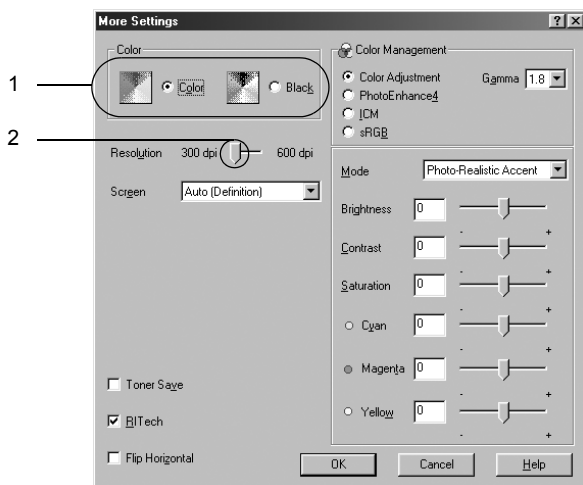 More Settings
? X
1
Color
Color
Black
2
Resolution 300 dpi 600 dpi
Screen Auto (Definition)
Toner Save
RITech
Flip Horizontal
Color Management
Color Adjustment
PhotoEnhance4
ICM
sRGB
Gamma 1.8
Mode Photo-Realistic Accent
Brightness 0
- +
Contrast 0
- +
Saturation 0
- +
Cyan 0
- +
Magenta 0
- +
Yellow 0
- +
OK Cancel Help